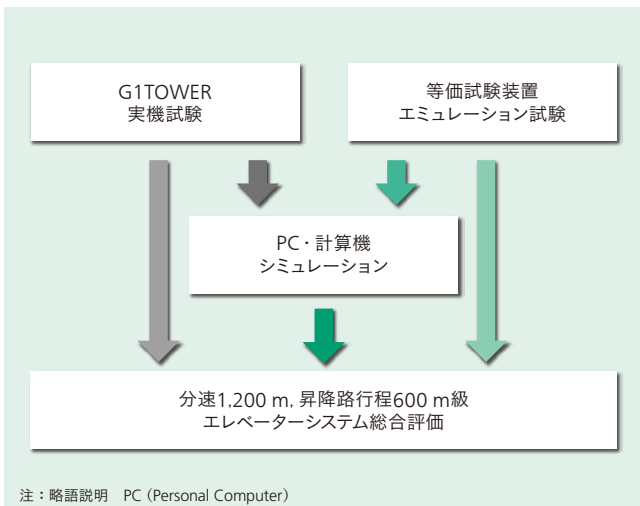 G1TOWER
実機試験
等価試験装置
エミュレーション試験
PC・計算機
シミュレーション
分速1,200 m, 昇降路行程600 m級
エレベーターシステム総合評価
注：略語説明　PC（Personal Computer）